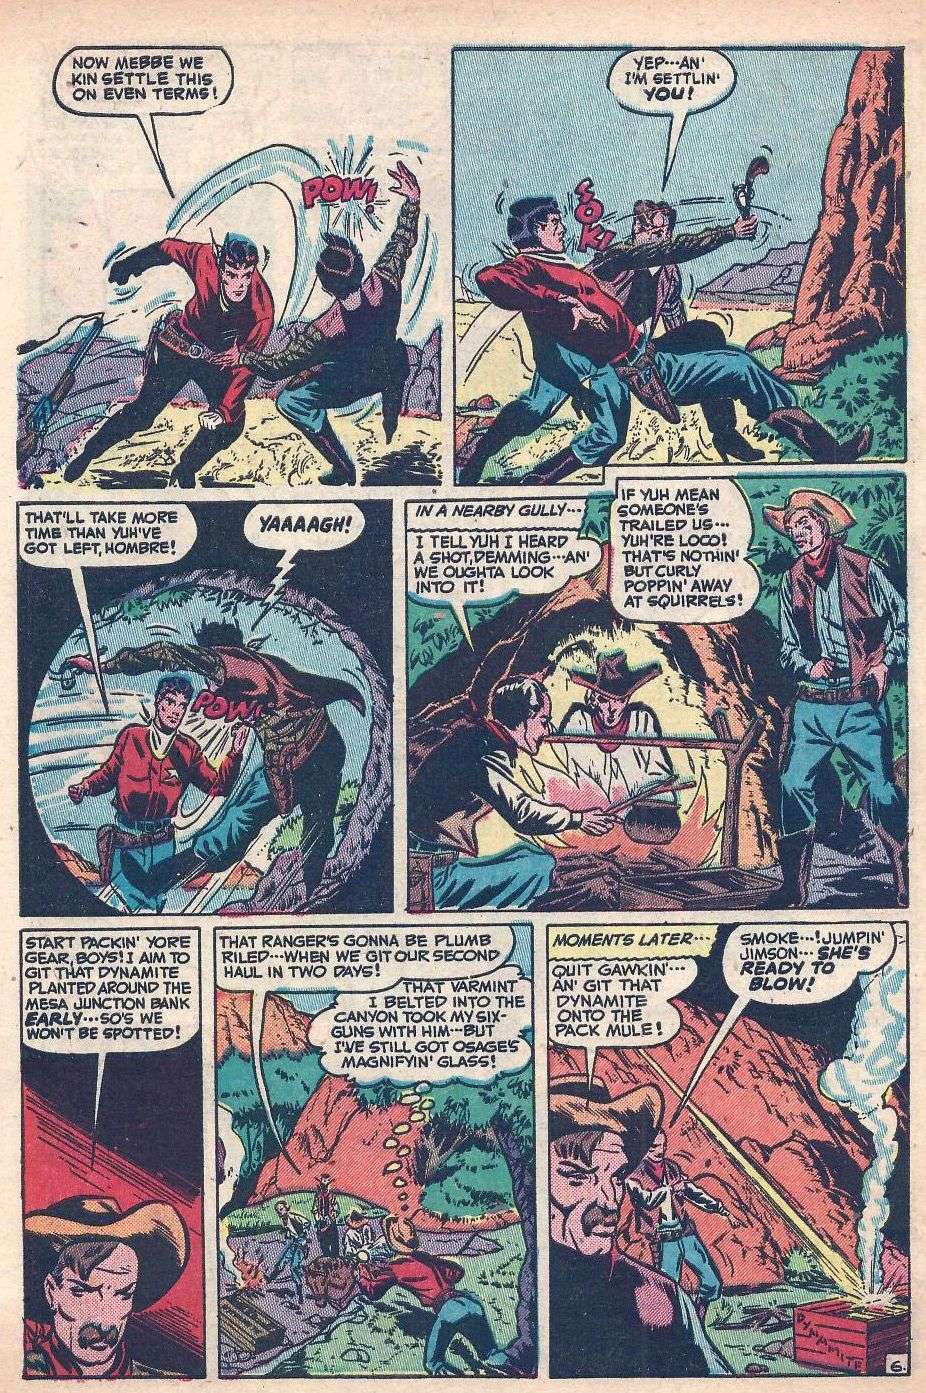 NOW MEBBE WE
KIN SETTLE THIS
ON EVEN TERMS!
POW!
YEP---AN'
I'M SETTLIN'
YOU!
SOK!
THAT'LL TAKE MORE
TIME THAN YUH'VE
GOT LEFT, HOMBRE!
YAAAAGH!
POW!
IN A NEARBY GULLY---
I TELL YUH I HEARD
A SHOT, DEMMING---AN'
WE OUGHTA LOOK
INTO IT!
IF YUH MEAN
SOMEONE'S
TRAILED US---
YUH'RE LOCO!
THAT'S NOTHIN'
BUT CURLY
POPPIN' AWAY
AT SQUIRRELS!
START PACKIN' YORE
GEAR, BOYS! I AIM TO
GIT THAT DYNAMITE
PLANTED AROUND THE
MESA JUNCTION BANK
EARLY---SO'S WE
WON'T BE SPOTTED!
THAT RANGER'S GONNA BE PLUMB
RILED---WHEN WE GIT OUR SECOND
HAUL IN TWO DAYS!
THAT VARMINT
I BELTED INTO THE
CANYON TOOK MY SIX-
GUNS WITH HIM---BUT
I'VE STILL GOT OSAGE'S
MAGNIFYIN' GLASS!
MOMENTS LATER---
QUIT GAWKIN'---
AN' GIT THAT
DYNAMITE
ONTO THE
PACK MULE!
SMOKE---! JUMPIN'
JIMSON--- SHE'S
READY TO
BLOW!
DYNAMITE
6.